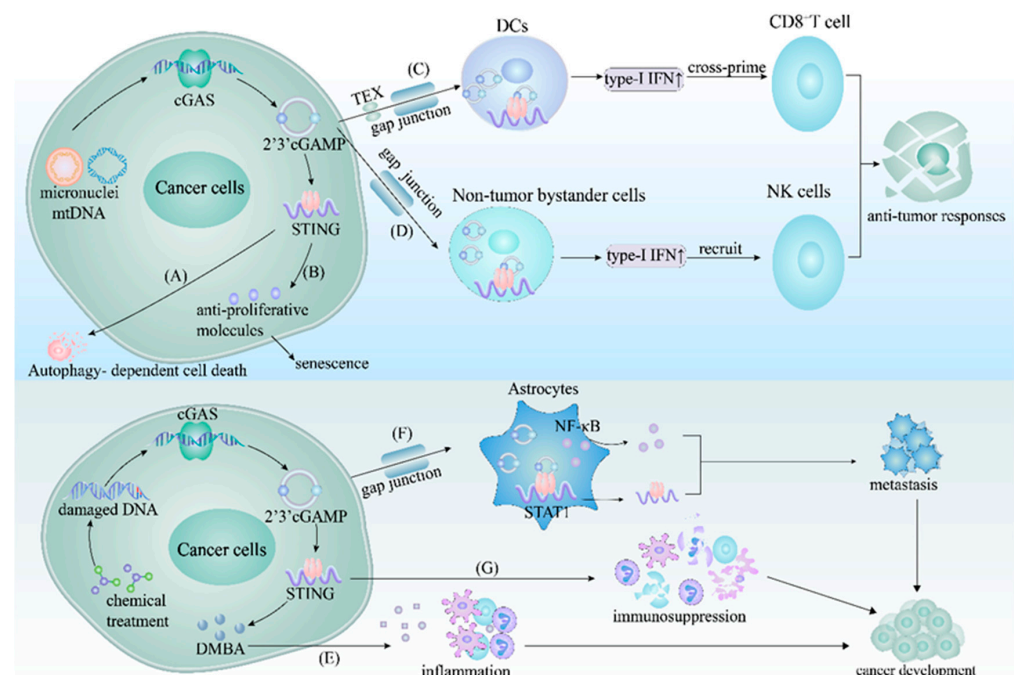 DCs
CD8+T cell
cGAS
(C)
TEX
gap junction
type-I IFN↑
cross-prime
2'3'cGAMP
micronuclei
mtDNA
Cancer cells
gap
junction
Non-tumor bystander cells
NK cells
anti-tumor responses
STING
(D)
(A)
(B)
type-I IFN↑
recruit
anti-proliferative
molecules
senescence
Autophagy- dependent cell death
Astrocytes
cGAS
(F)
NF-κB
gap junction
damaged DNA
2'3'cGAMP
STAT1
metastasis
Cancer cells
(G)
STING
chemical
treatment
immunosuppression
DMBA
(E)
inflammation
cancer development